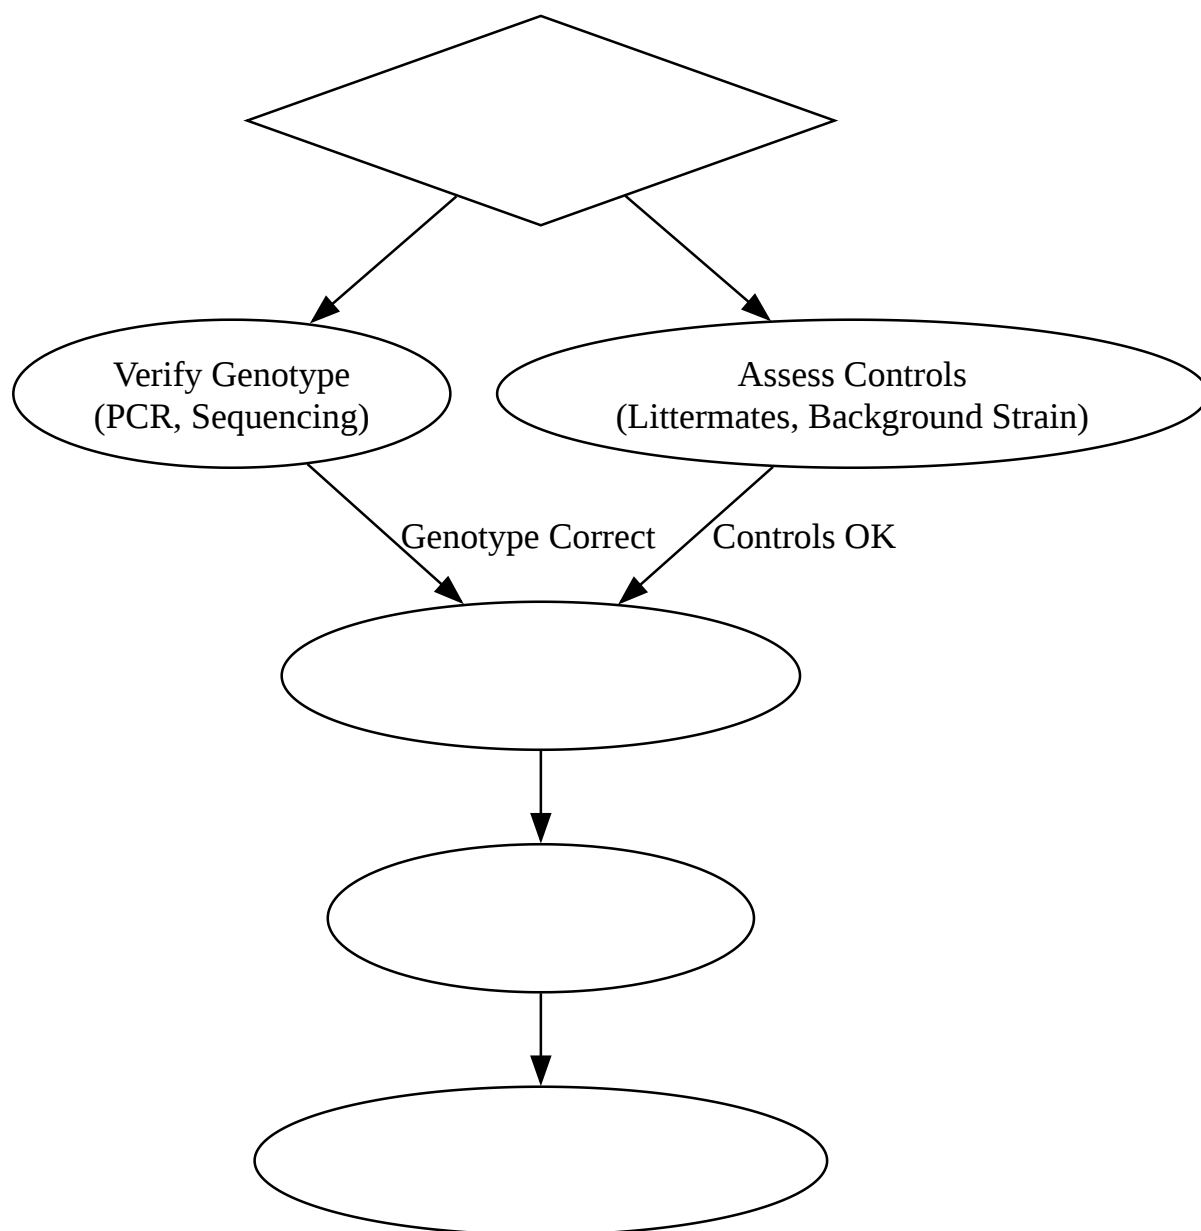 Verify Genotype
(PCR, Sequencing)
Assess Controls
(Littermates, Background Strain)
Genotype Correct
Controls OK